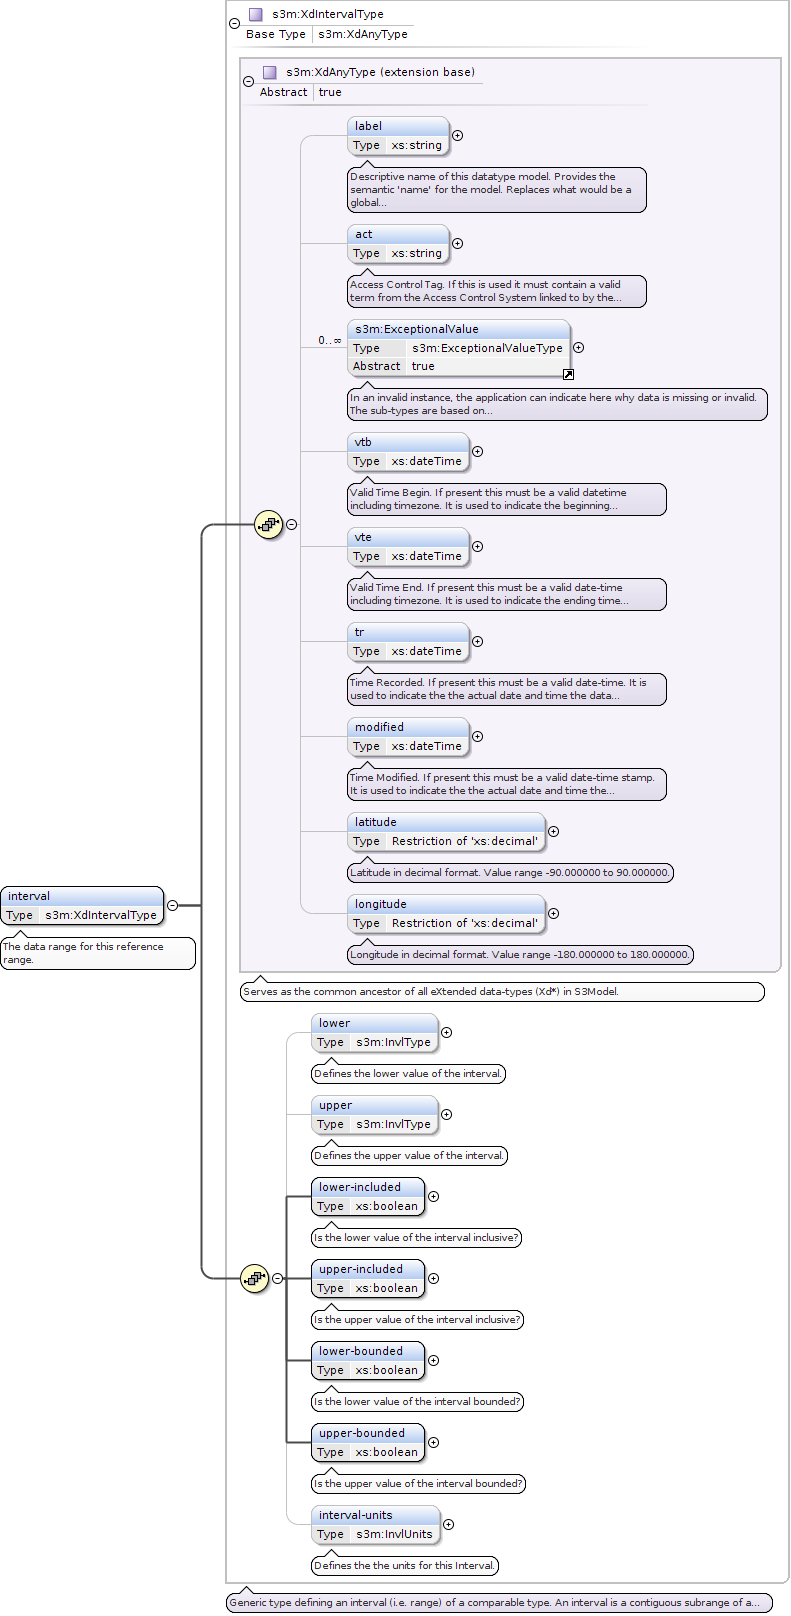 s3m:XdIntervalType
Base Type s3m:XdAnyType
s3m:XdAnyType (extension base)
Abstract true
label
Type xs:string
Descriptive name of this datatype model. Provides the
semantic 'name' for the model. Replaces what would be a
global...
act
Type xs:string
Access Control Tag. If this is used it must contain a valid
term from the Access Control System linked to by the...
0..∞
s3m:ExceptionalValue
Type s3m:ExceptionalValueType
Abstract true
In an invalid instance, the application can indicate here why data is missing or invalid.
The sub-types are based on...
vtb
Type xs:dateTime
Valid Time Begin. If present this must be a valid datetime
including timezone. It is used to indicate the beginning...
vte
Type xs:dateTime
Valid Time End. If present this must be a valid date-time
including timezone. It is used to indicate the ending time...
tr
Type xs:dateTime
Time Recorded. If present this must be a valid date-time. It is
used to indicate the the actual date and time the data...
modified
Type xs:dateTime
Time Modified. If present this must be a valid date-time stamp.
It is used to indicate the the actual date and time the...
latitude
Type Restriction of 'xs:decimal'
Latitude in decimal format. Value range -90.000000 to 90.000000.
longitude
Type Restriction of 'xs:decimal'
Longitude in decimal format. Value range -180.000000 to 180.000000.
interval
Type s3m:XdIntervalType
The data range for this reference
range.
Serves as the common ancestor of all eXtended data-types (Xd*) in S3Model.
lower
Type s3m:InvlType
Defines the lower value of the interval.
upper
Type s3m:InvlType
Defines the upper value of the interval.
lower-included
Type xs:boolean
Is the lower value of the interval inclusive?
upper-included
Type xs:boolean
Is the upper value of the interval inclusive?
lower-bounded
Type xs:boolean
Is the lower value of the interval bounded?
upper-bounded
Type xs:boolean
Is the upper value of the interval bounded?
interval-units
Type s3m:InvlUnits
Defines the the units for this Interval.
Generic type defining an interval (i.e. range) of a comparable type. An interval is a contiguous subrange of a...